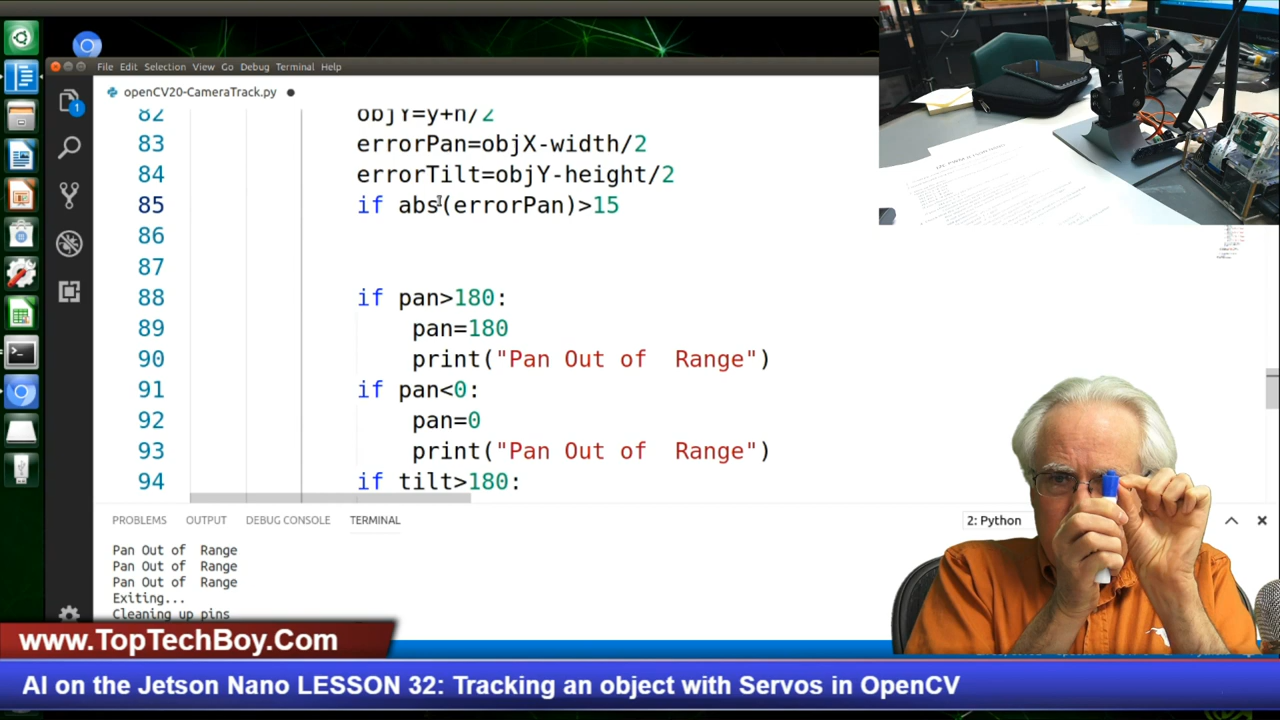 File Edit Selection View Go Debug Terminal Help
openCV20-CameraTrack.py
82 objY=y+h/2
83 errorPan=objX-width/2
84 errorTilt=objY-height/2
85 if abs(errorPan)>15
86
87
88 if pan>180:
89 pan=180
90 print("Pan Out of  Range")
91 if pan<0:
92 pan=0
93 print("Pan Out of  Range")
94 if tilt>180:
PROBLEMS OUTPUT DEBUG CONSOLE TERMINAL 2: Python
Pan Out of  Range
Pan Out of  Range
Pan Out of  Range
Exiting...
Cleaning up pins
www.TopTechBoy.Com
AI on the Jetson Nano LESSON 32: Tracking an object with Servos in OpenCV